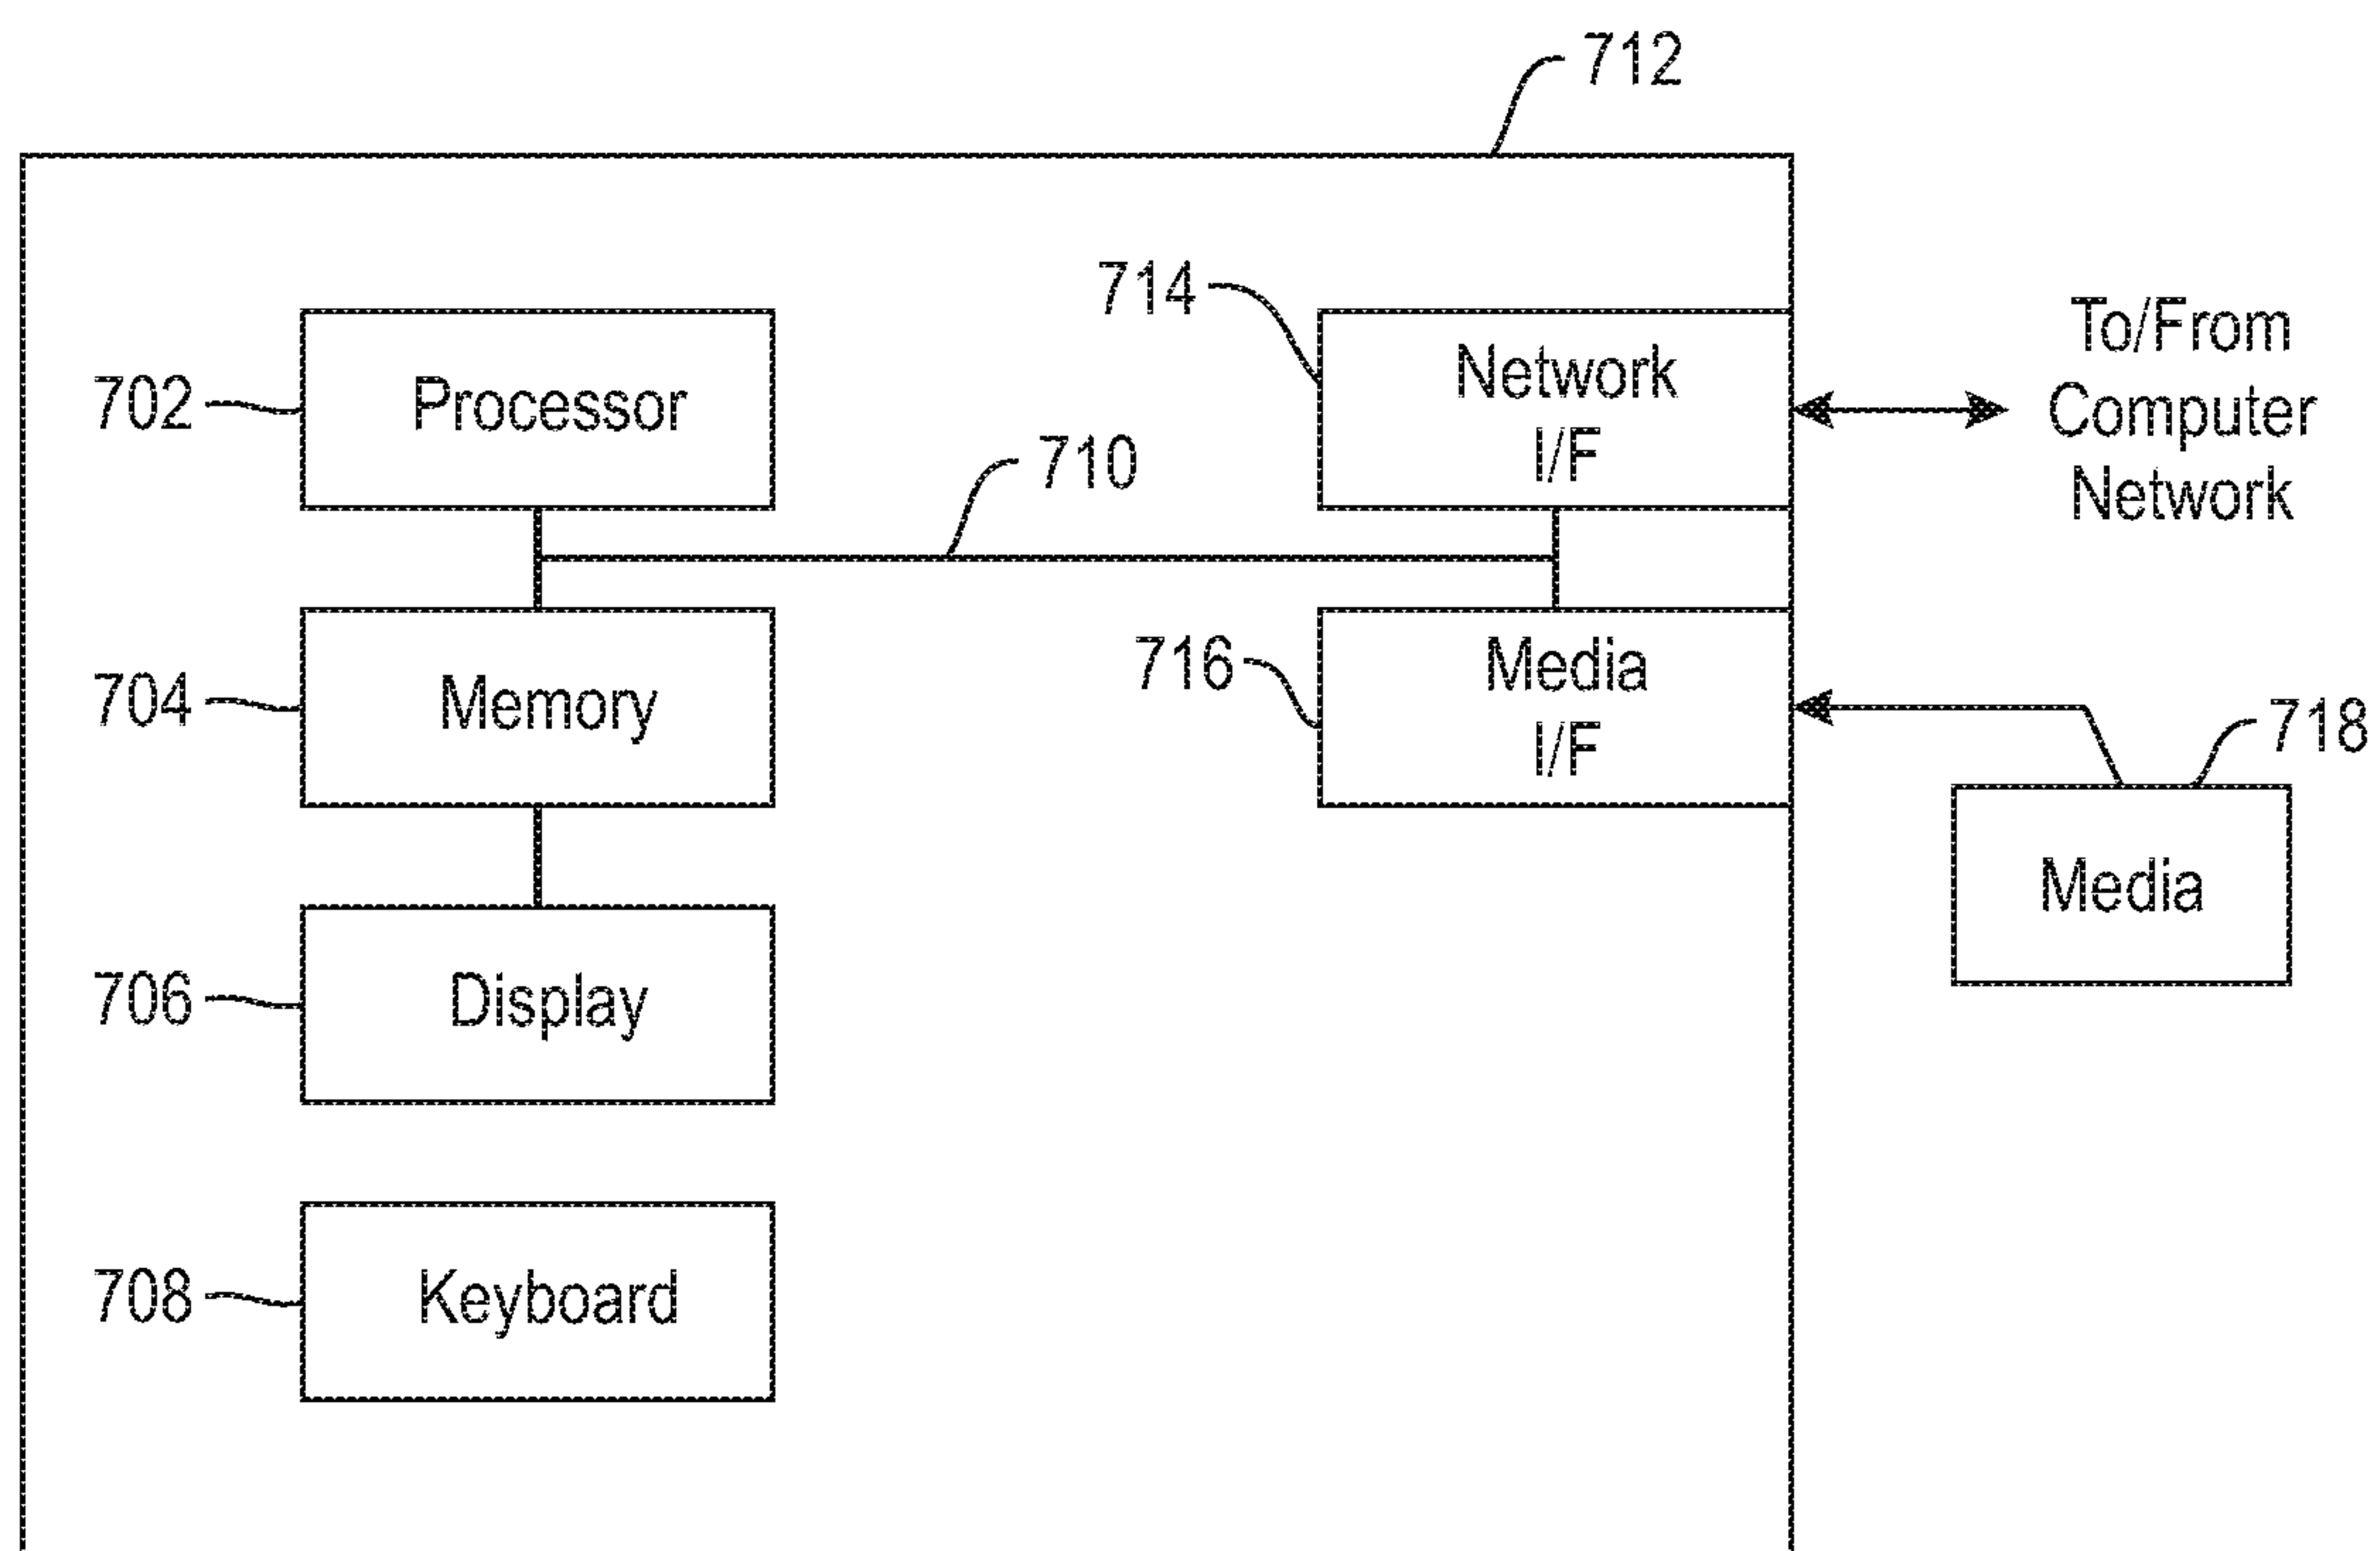 712
714
Network
I/F
To/From
Computer
Network
702
Processor
710
704
Memory
716
Media
I/F
718
Media
706
Display
708
Keyboard